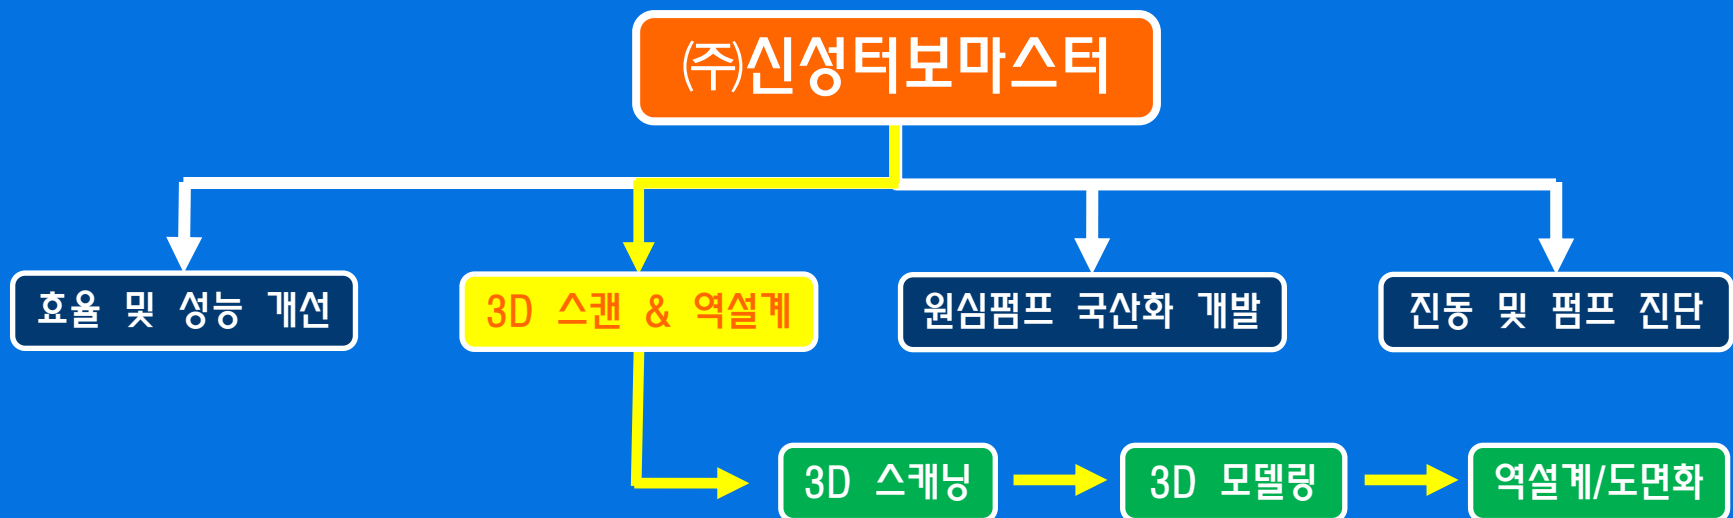 ㈜신성터보마스터
효율 및 성능 개선
3D 스캔 & 역설계
원심펌프 국산화 개발
진동 및 펌프 진단
3D 스캐닝
3D 모델링
역설계/도면화